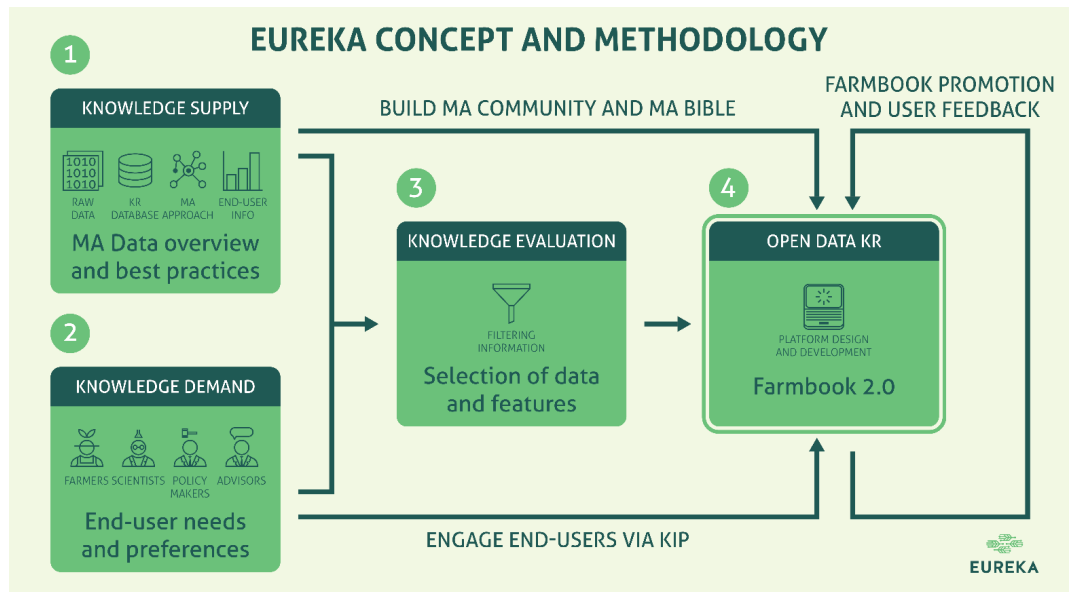 EUREKA CONCEPT AND METHODOLOGY
1
KNOWLEDGE SUPPLY
1010
1010
1010
RAW
DATA
KR
DATABASE
MA
APPROACH
END-USER
INFO
MA Data overview
and best practices
2
KNOWLEDGE DEMAND
FARMERS
SCIENTISTS
POLICY
MAKERS
ADVISORS
End-user needs
and preferences
BUILD MA COMMUNITY AND MA BIBLE
3
KNOWLEDGE EVALUATION
FILTERING
INFORMATION
Selection of data
and features
4
OPEN DATA KR
PLATFORM DESIGN
AND DEVELOPMENT
Farmbook 2.0
FARMBOOK PROMOTION
AND USER FEEDBACK
ENGAGE END-USERS VIA KIP
EUREKA